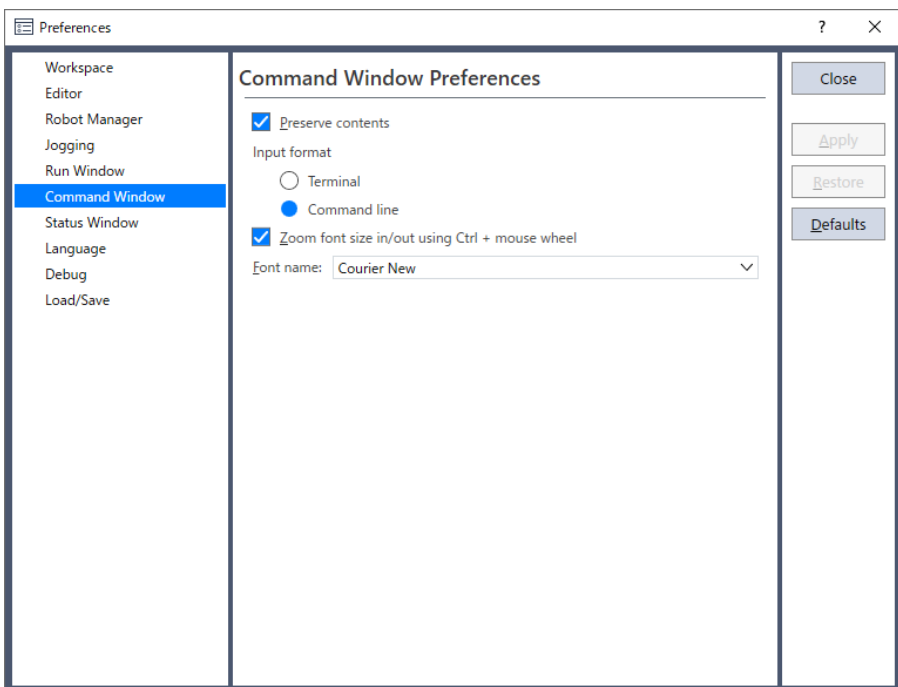 Preferences
?
Workspace
Editor
Robot Manager
Jogging
Run Window
Command Window
Status Window
Language
Debug
Load/Save
Command Window Preferences
Preserve contents
Input format
Terminal
Command line
Zoom font size in/out using Ctrl + mouse wheel
Font name: Courier New
Close
Apply
Restore
Defaults